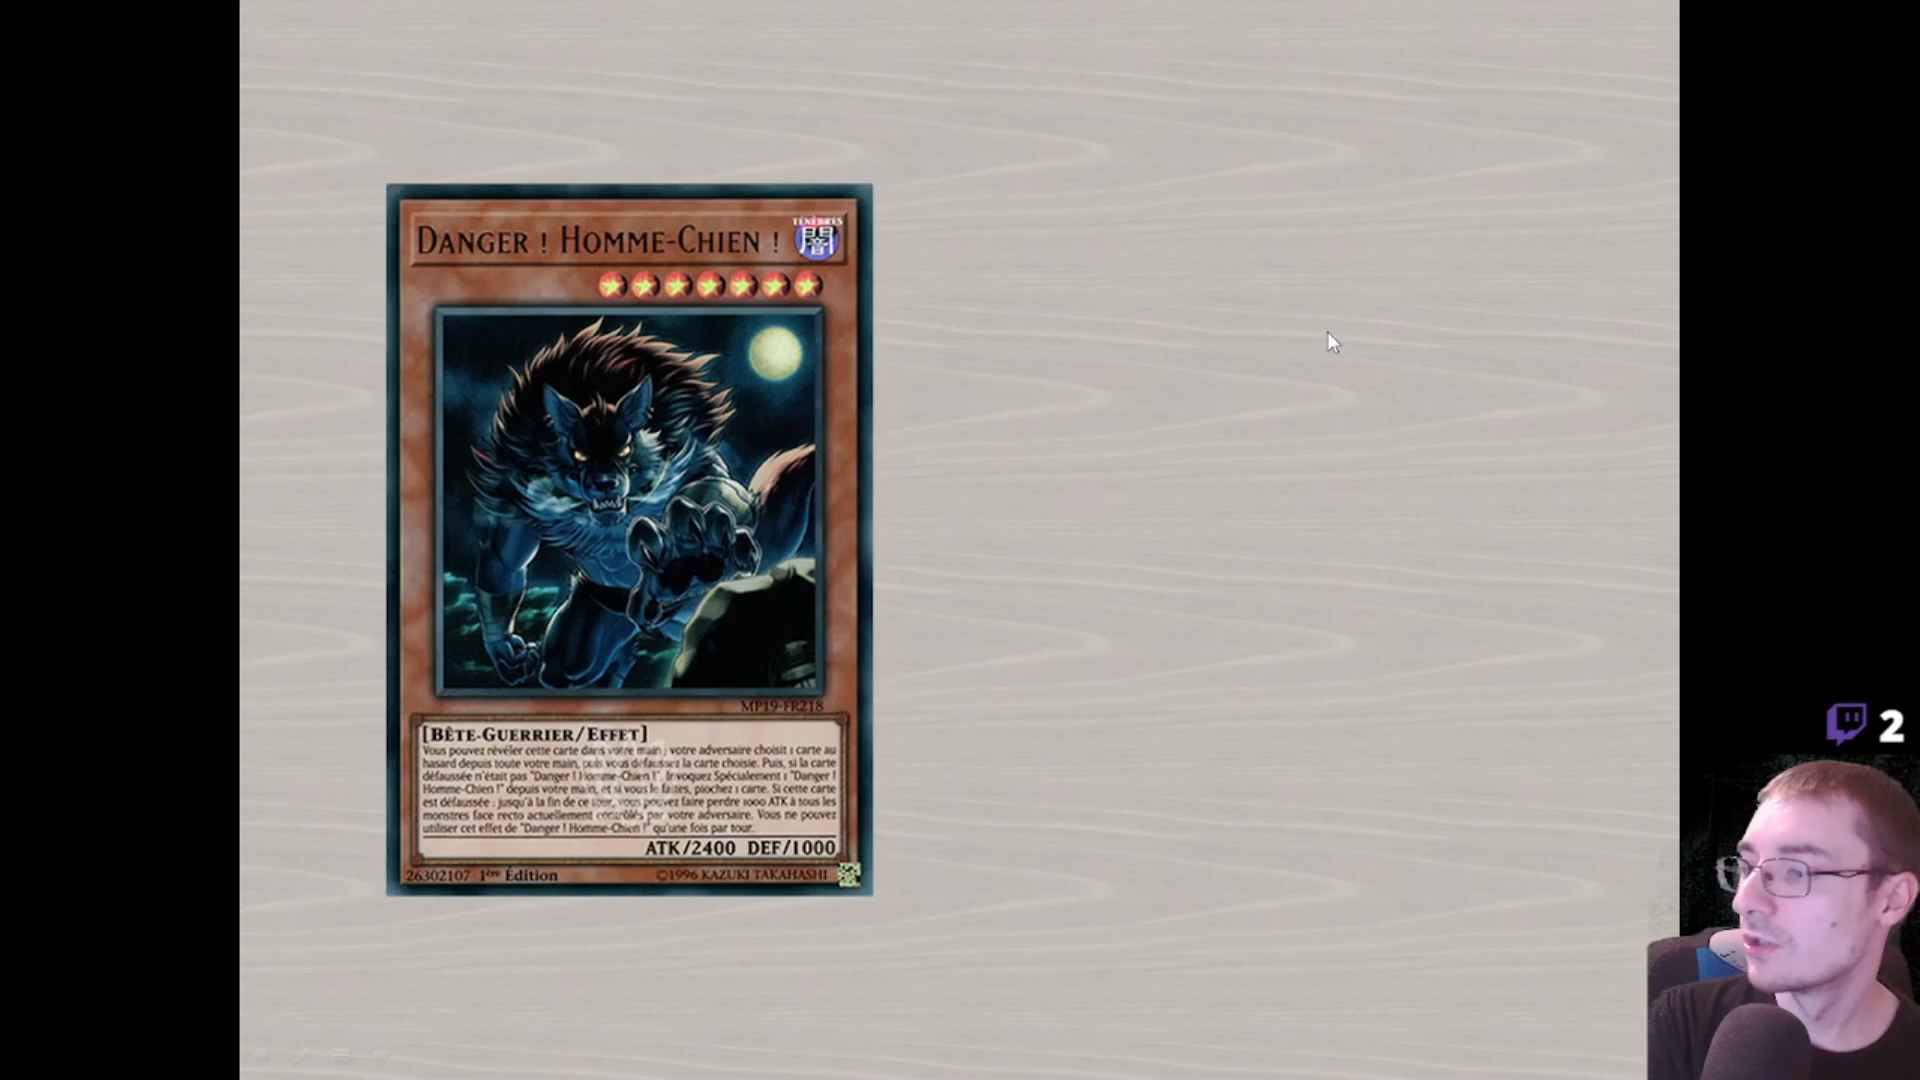 DANGER ! HOMME-CHIEN !
TÉNÈBRES
闇
MP19-FR218
[BÊTE-GUERRIER/EFFET]
Vous pouvez révéler cette carte dans votre main ; votre adversaire choisit 1 carte au
hasard depuis toute votre main, puis vous défaussez la carte choisie. Puis, si la carte
défaussée n'était pas "Danger ! Homme-Chien !", Invoquez Spécialement 1 "Danger !
Homme-Chien !" depuis votre main, et si vous le faites, piochez 1 carte. Si cette carte
est défaussée : jusqu'à la fin de ce tour, vous pouvez faire perdre 1000 ATK à tous les
monstres face recto actuellement contrôlés par votre adversaire. Vous ne pouvez
utiliser cet effet de "Danger ! Homme-Chien !" qu'une fois par tour.
ATK/2400 DEF/1000
26302107 1ère Édition ©1996 KAZUKI TAKAHASHI
2